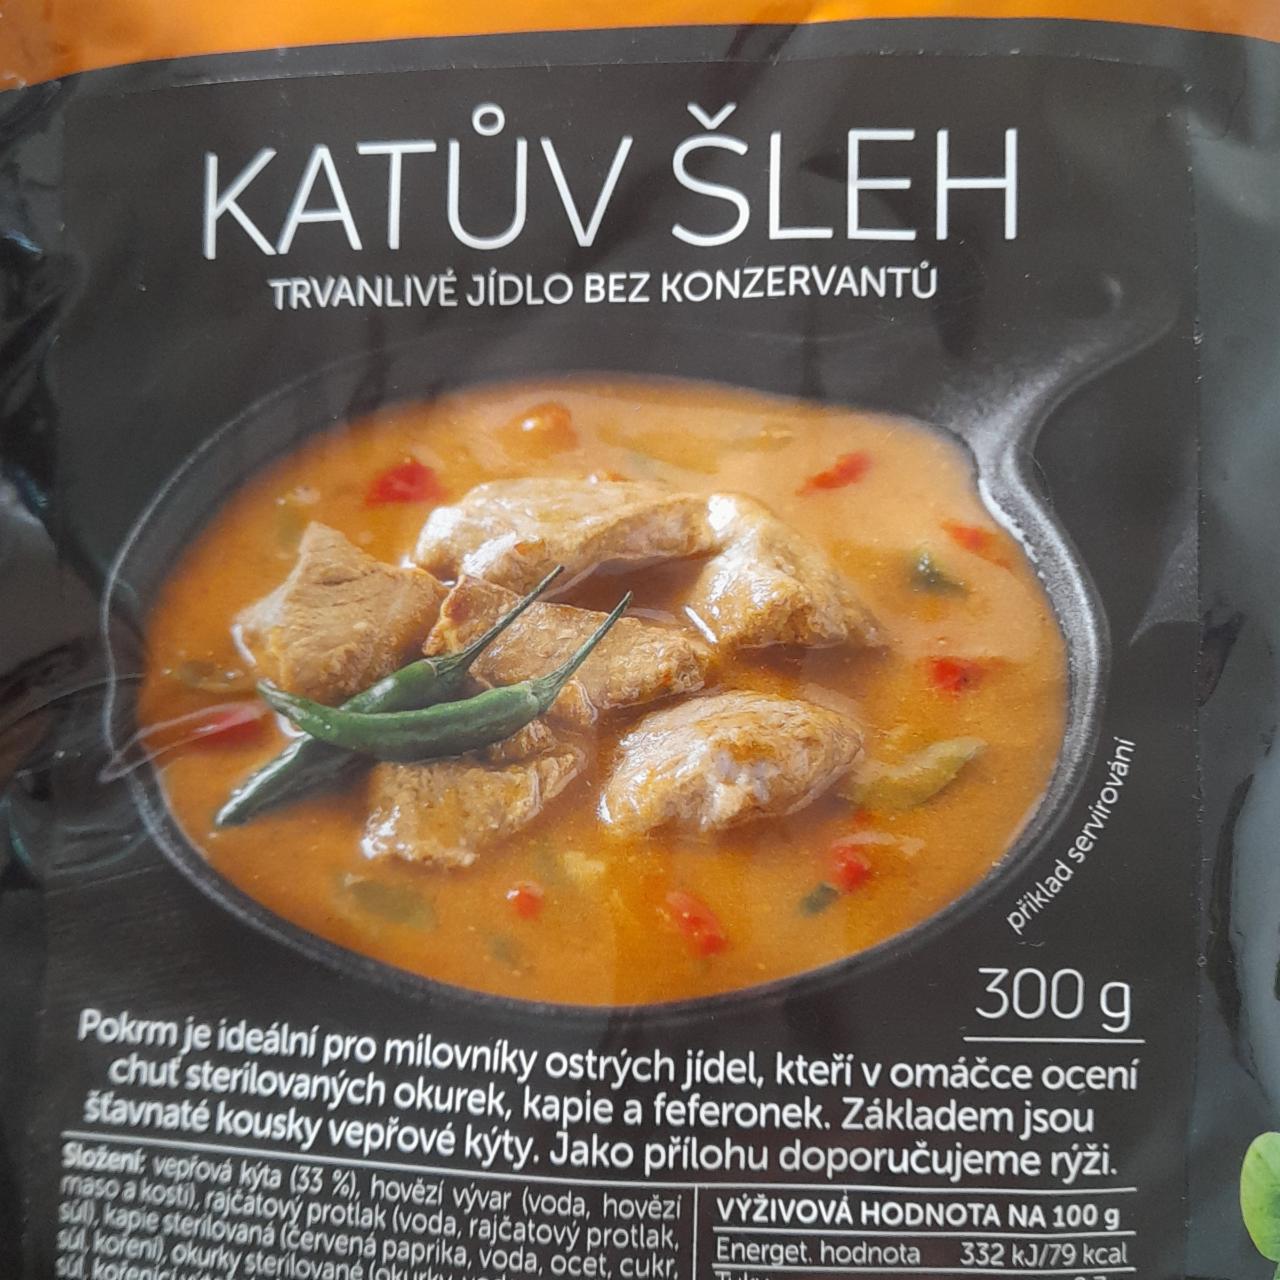 KATŮV ŠLEH
TRVANLIVÉ JÍDLO BEZ KONZERVANTŮ
příklad servírování
300 g
Pokrm je ideální pro milovníky ostrých jídel, kteří v omáčce ocení
chuť sterilovaných okurek, kapie a feferonek. Základem jsou
šťavnaté kousky vepřové kýty. Jako přílohu doporučujeme rýži.
Složení: vepřová kýta (33 %), hovězí vývar (voda, hovězí
maso a kosti), rajčatový protlak (voda, rajčatový protlak,
sůl), kapie sterilovaná (červená paprika, voda, ocet, cukr,
sůl, koření), okurky sterilované (okurky
sůl
VÝŽIVOVÁ HODNOTA NA 100 g
Energet. hodnota 332 kJ/79 kcal
Tuky